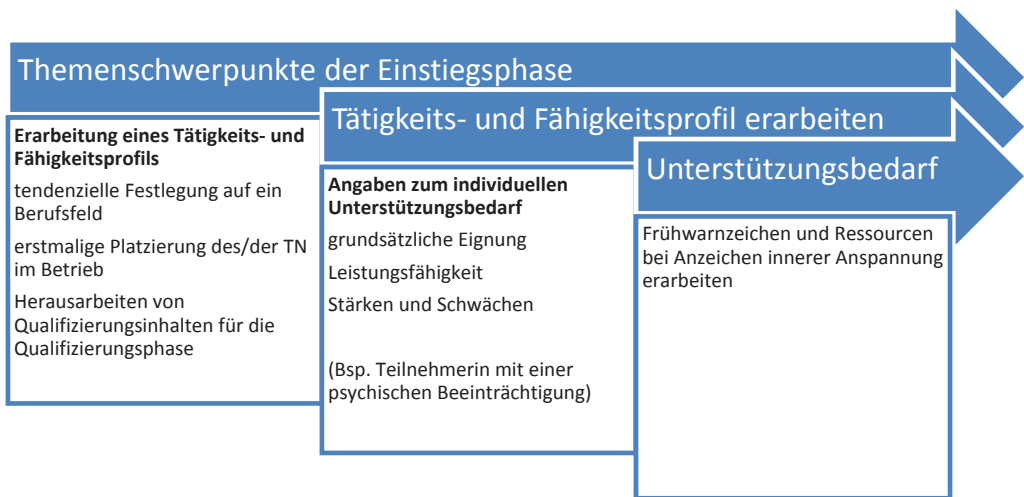 Themenschwerpunkte der Einstiegsphase
Erarbeitung eines Tätigkeits- und
Fähigkeitsprofils
tendenzielle Festlegung auf ein
Berufsfeld
erstmalige Platzierung des/der TN
im Betrieb
Herausarbeiten von
Qualifizierungsinhalten für die
Qualifizierungsphase
Tätigkeits- und Fähigkeitsprofil erarbeiten
Angaben zum individuellen
Unterstützungsbedarf
grundsätzliche Eignung
Leistungsfähigkeit
Stärken und Schwächen
(Bsp. Teilnehmerin mit einer
psychischen Beeinträchtigung)
Unterstützungsbedarf
Frühwarnzeichen und Ressourcen
bei Anzeichen innerer Anspannung
erarbeiten